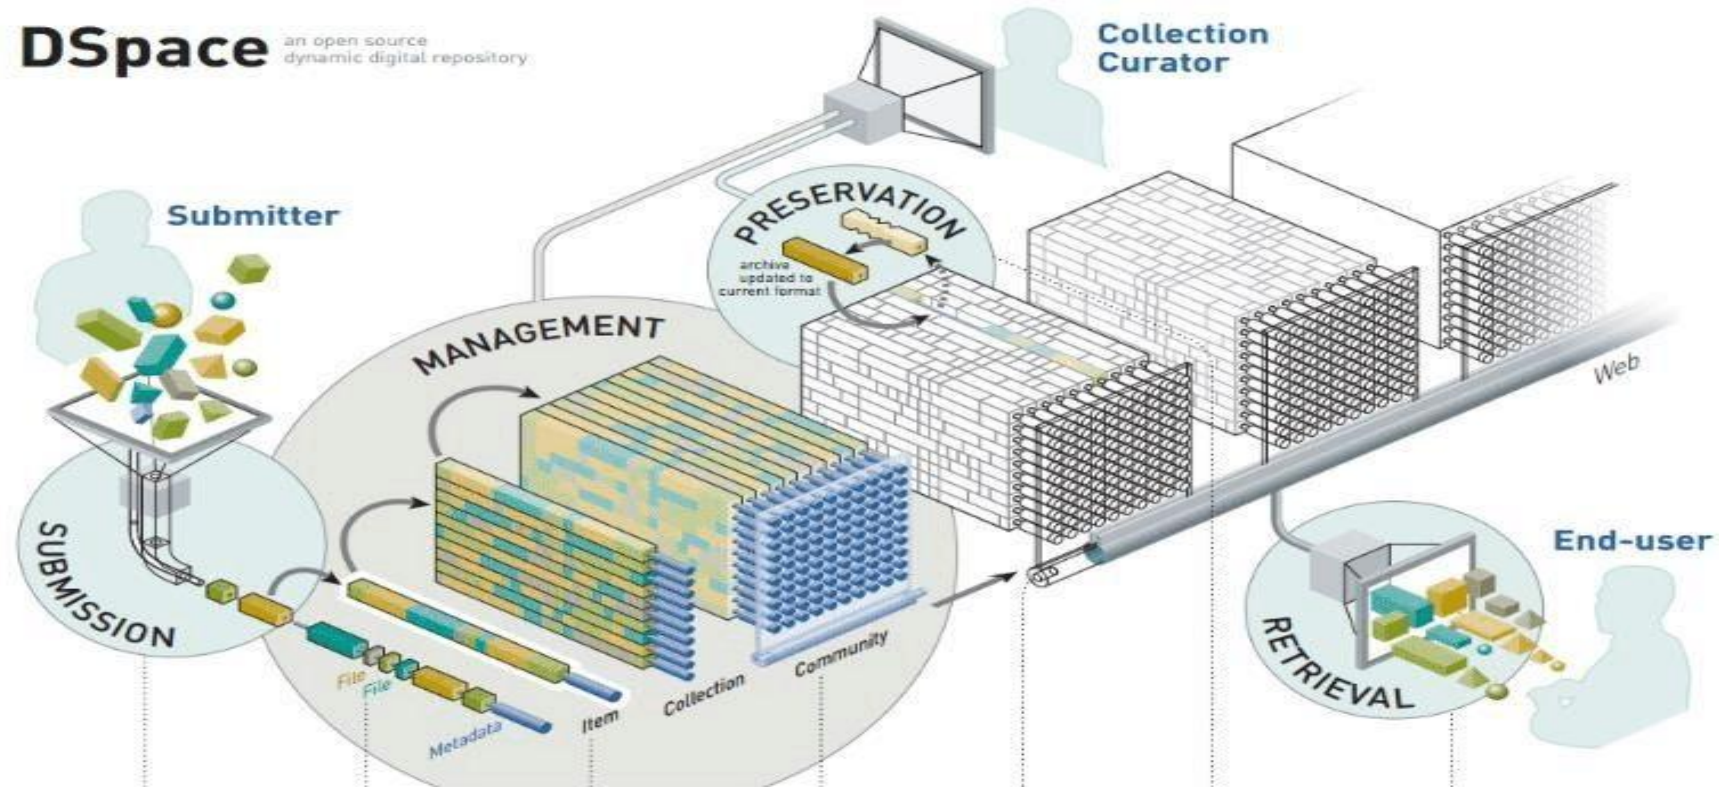 DSpace
an open source
dynamic digital repository
Collection
Curator
Submitter
PRESERVATION
archive
updated to
current format
MANAGEMENT
Web
SUBMISSION
End-user
RETRIEVAL
File
File
Metadata
Item
Collection
Community